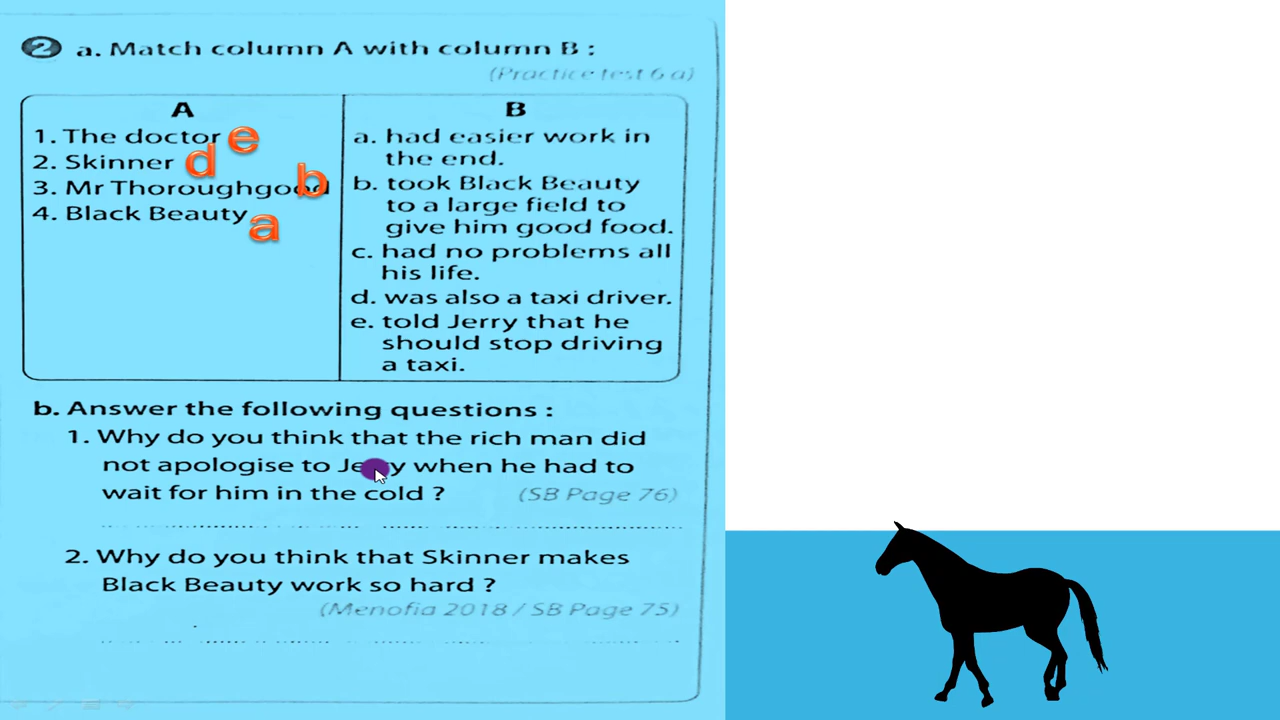 2 a. Match column A with column B :
(Practice test 6 a)
A
1. The doctor e
2. Skinner d
3. Mr Thoroughgood b
4. Black Beauty a
B
a. had easier work in
the end.
b. took Black Beauty
to a large field to
give him good food.
c. had no problems all
his life.
d. was also a taxi driver.
e. told Jerry that he
should stop driving
a taxi.
b. Answer the following questions :
1. Why do you think that the rich man did
not apologise to Jerry when he had to
wait for him in the cold ? (SB Page 76)
2. Why do you think that Skinner makes
Black Beauty work so hard ?
(Menofia 2018 / SB Page 75)